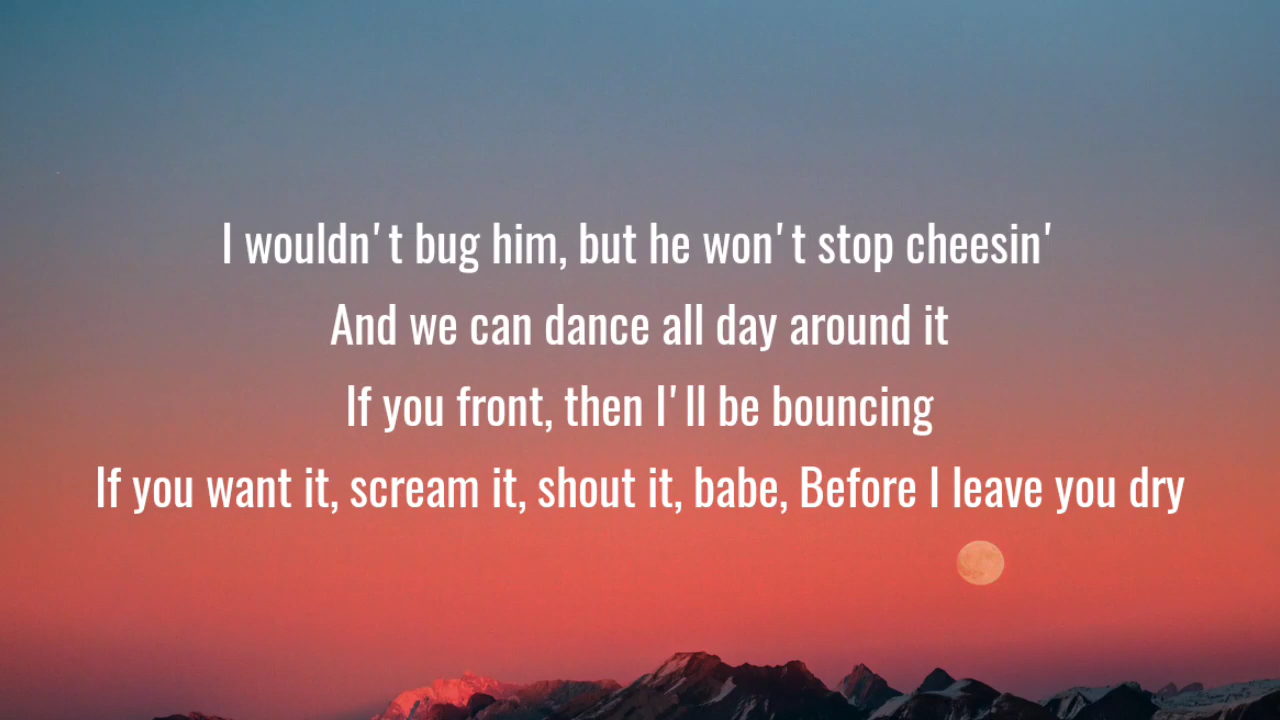 I wouldn't bug him, but he won't stop cheesin'
And we can dance all day around it
If you front, then I'll be bouncing
If you want it, scream it, shout it, babe, Before I leave you dry